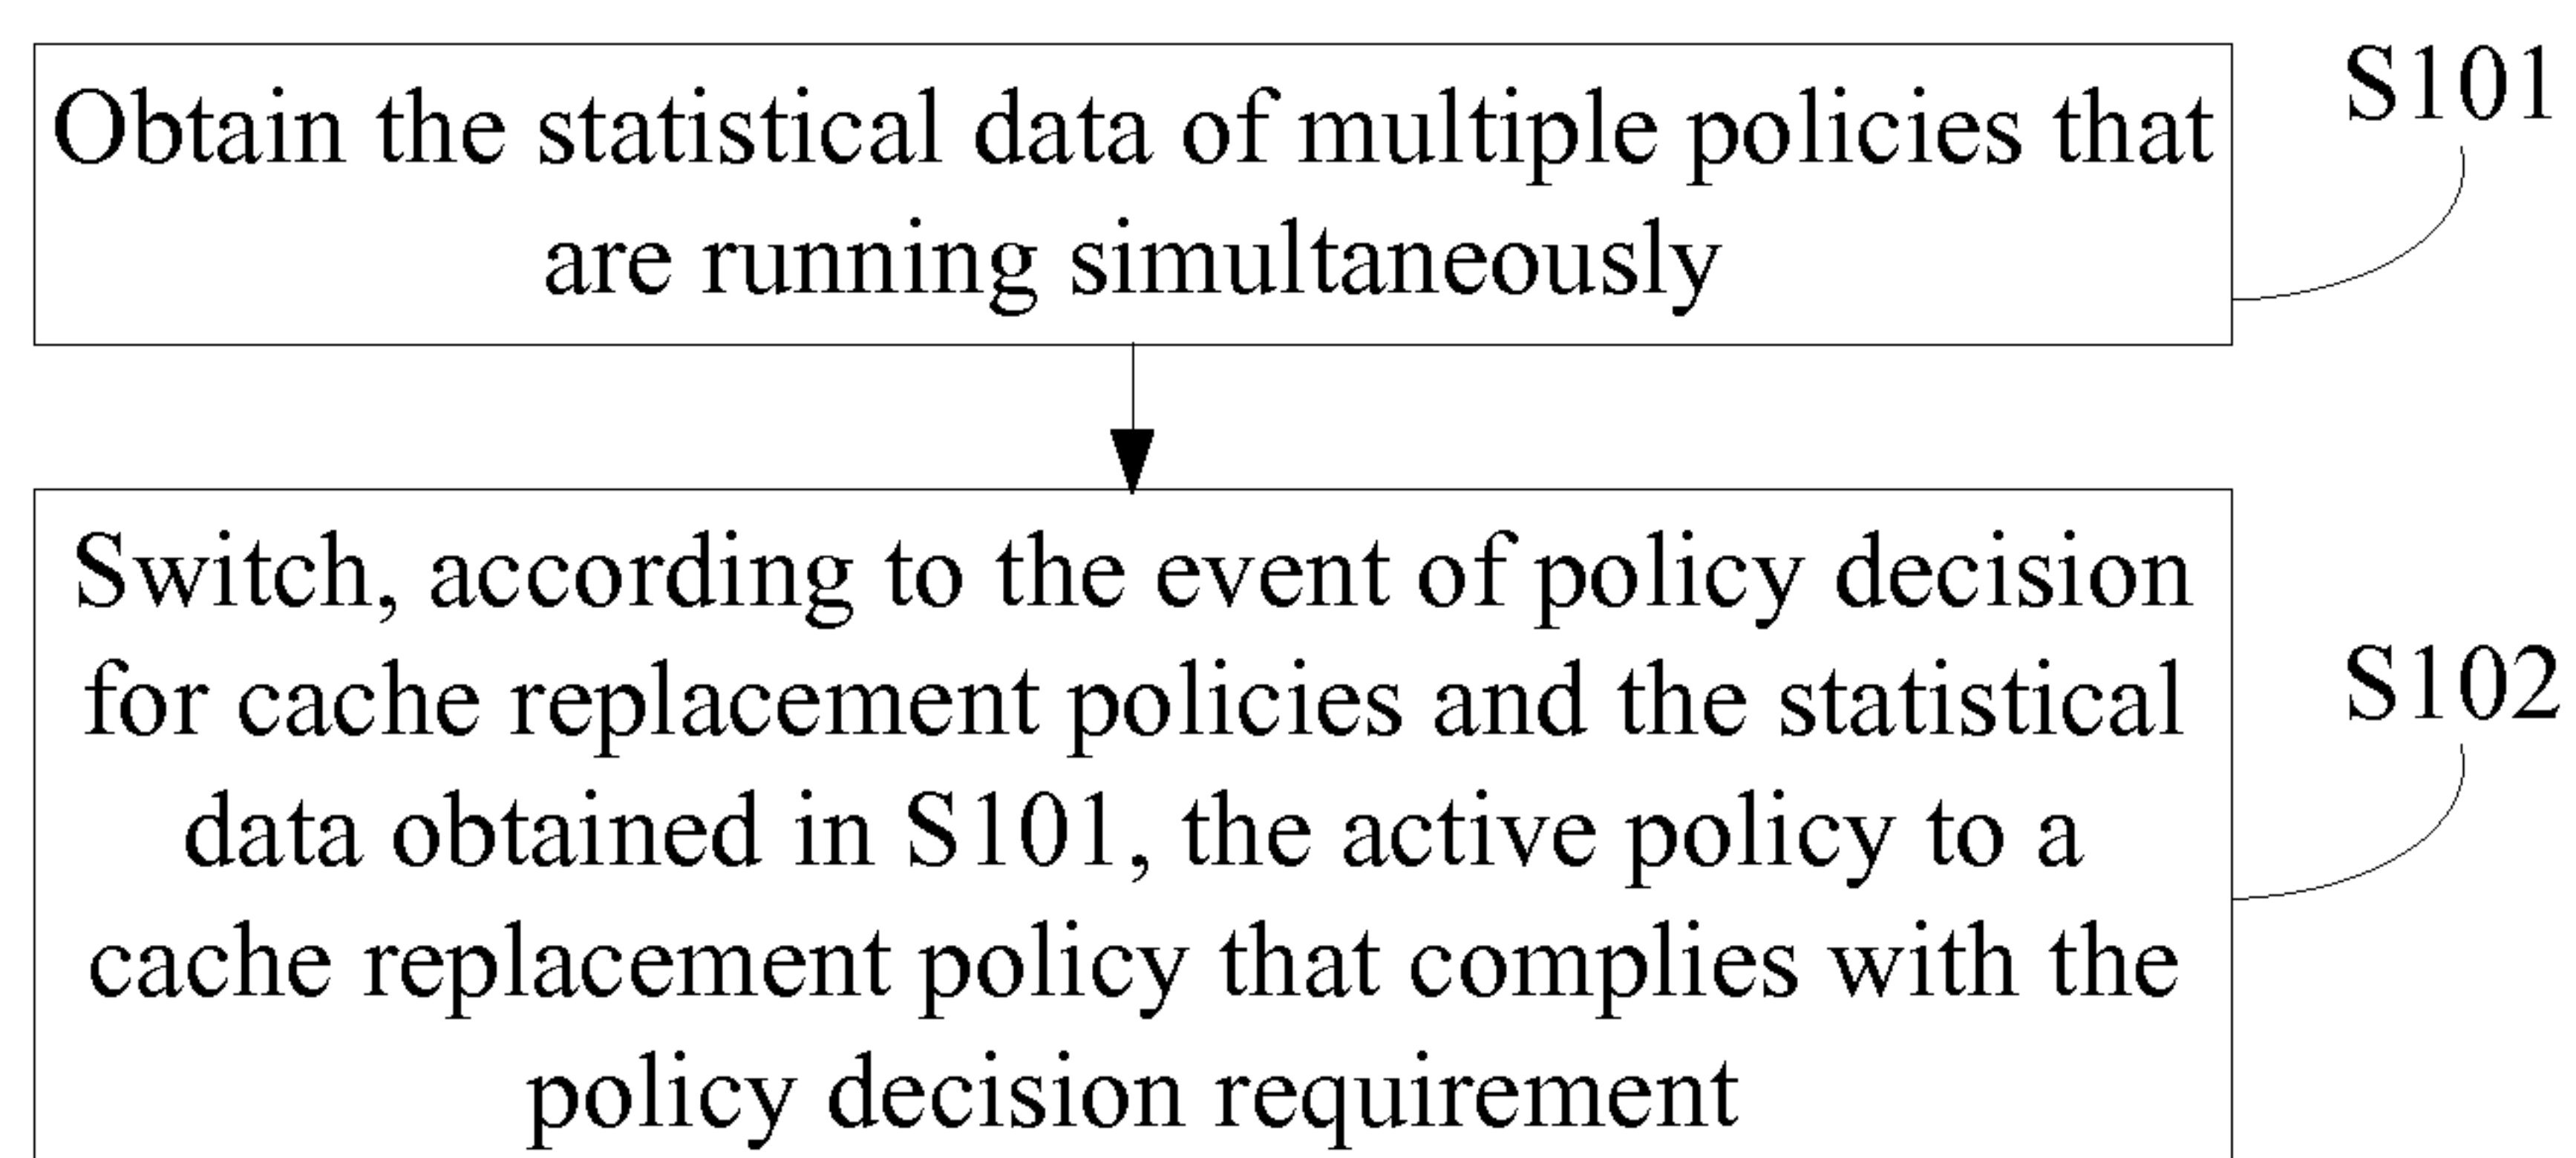 Obtain the statistical data of multiple policies that
are running simultaneously
S101
Switch, according to the event of policy decision
for cache replacement policies and the statistical
data obtained in S101, the active policy to a
cache replacement policy that complies with the
policy decision requirement
S102